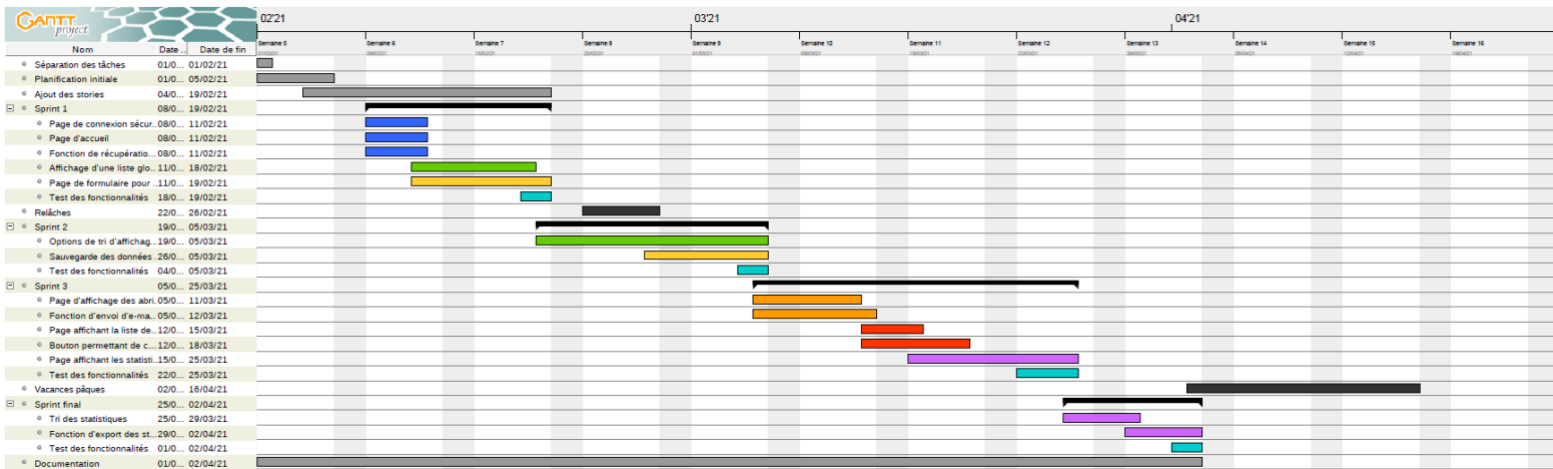 GANTT
project
02'21
03'21
04'21
Semaine 5
Semaine 6
Semaine 7
Semaine 8
Semaine 9
Semaine 10
Semaine 11
Semaine 12
Semaine 13
Semaine 14
Semaine 15
Semaine 16
Nom Date .. Date de fin
Séparation des tâches 01/0... 01/02/21
Planification initiale 01/0... 05/02/21
Ajout des stories 04/0... 19/02/21
Sprint 1 08/0... 19/02/21
Page de connexion sécur..08/0... 11/02/21
Page d'accueil 08/0... 11/02/21
Fonction de récupératio...08/0... 11/02/21
Affichage d'une liste glo...11/0... 18/02/21
Page de formulaire pour ..11/0... 19/02/21
Test des fonctionnalités 18/0... 19/02/21
Relâches 22/0... 26/02/21
Sprint 2 19/0... 05/03/21
Options de tri d'affichag...19/0... 05/03/21
Sauvegarde des données .26/0... 05/03/21
Test des fonctionnalités 04/0... 05/03/21
Sprint 3 05/0... 25/03/21
Page d'affichage des abri. 05/0... 11/03/21
Fonction d'envoi d'e-ma.. 05/0... 12/03/21
Page affichant la liste de.. 12/0... 15/03/21
Bouton permettant de c... 12/0... 18/03/21
Page affichant les statisti..15/0... 25/03/21
Test des fonctionnalités 22/0... 25/03/21
Vacances pâques 02/0... 16/04/21
Sprint final 25/0... 02/04/21
Tri des statistiques 25/0... 29/03/21
Fonction d'export des st...29/0... 02/04/21
Test des fonctionnalités 01/0... 02/04/21
Documentation 01/0... 02/04/21